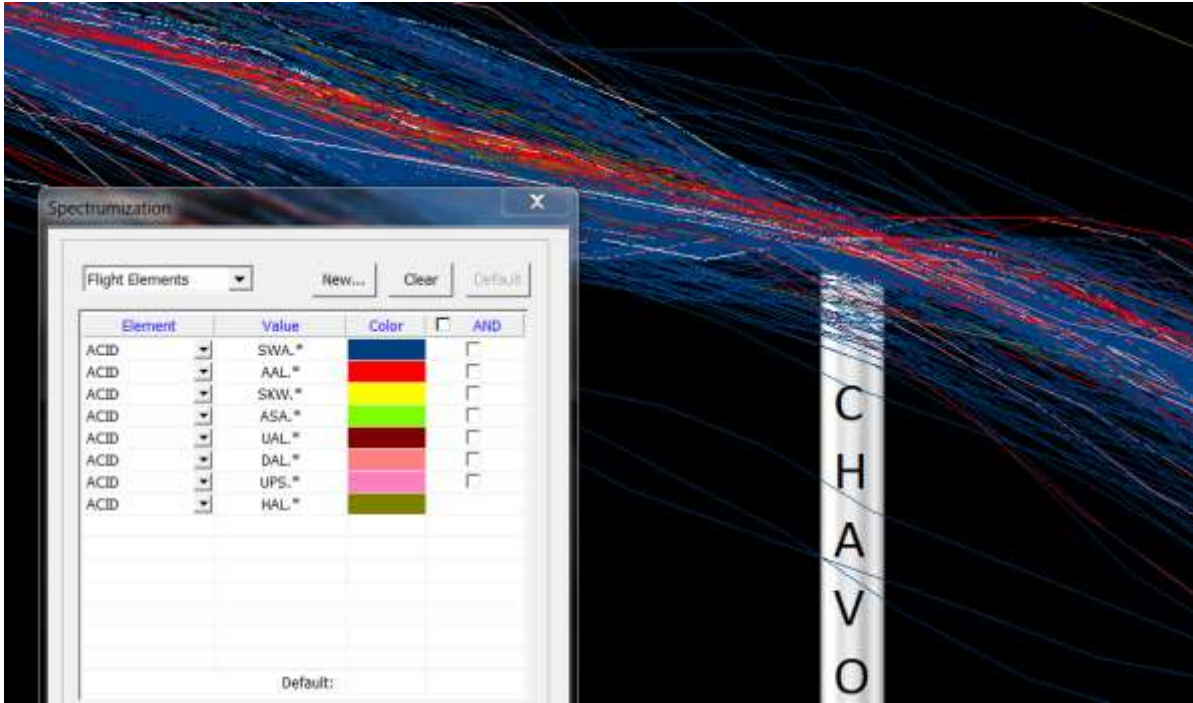 Spectrumization X
Flight Elements New... Clear Default
Element Value Color AND
ACID SWA.*
ACID AAL.*
ACID SKW.*
ACID ASA.*
ACID UAL.*
ACID DAL.*
ACID UPS.*
ACID HAL.*
Default:
C
H
A
V
O